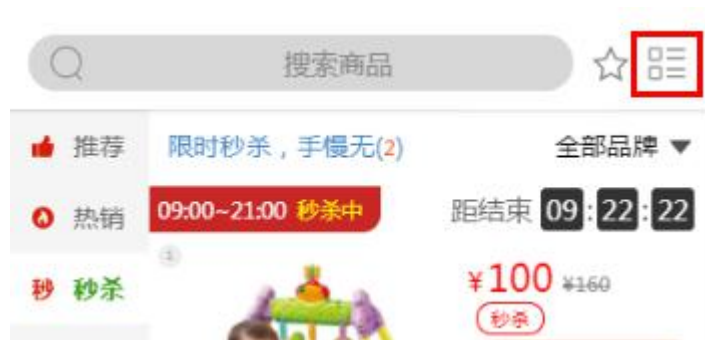 搜索商品
推荐
限时秒杀，手慢无(2)
全部品牌 ▼
热销
09:00~21:00 秒杀中
距结束 09:22:22
秒 秒杀
1
¥100 ¥160
秒杀